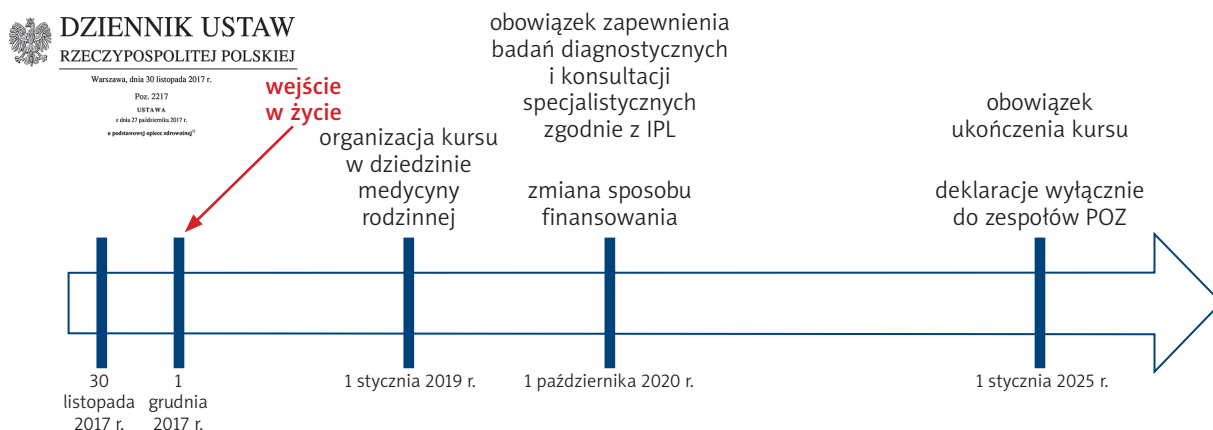 DZIENNIK USTAW
RZECZYPOSPOLITEJ POLSKIEJ
Warszawa, dnia 30 listopada 2017 r.
Poz. 2217
USTAWA
z dnia 27 października 2017 r.
o podstawowej opiece zdrowotnej¹⁾
wejście
w życie
organizacja kursu
w dziedzinie
medycyny
rodzinnej
obowiązek zapewnienia
badań diagnostycznych
i konsultacji
specjalistycznych
zgodnie z IPL
zmiana sposobu
finansowania
obowiązek
ukończenia kursu
deklaracje wyłącznie
do zespołów POZ
30
listopada
2017 r.
1
grudnia
2017 r.
1 stycznia 2019 r.
1 października 2020 r.
1 stycznia 2025 r.